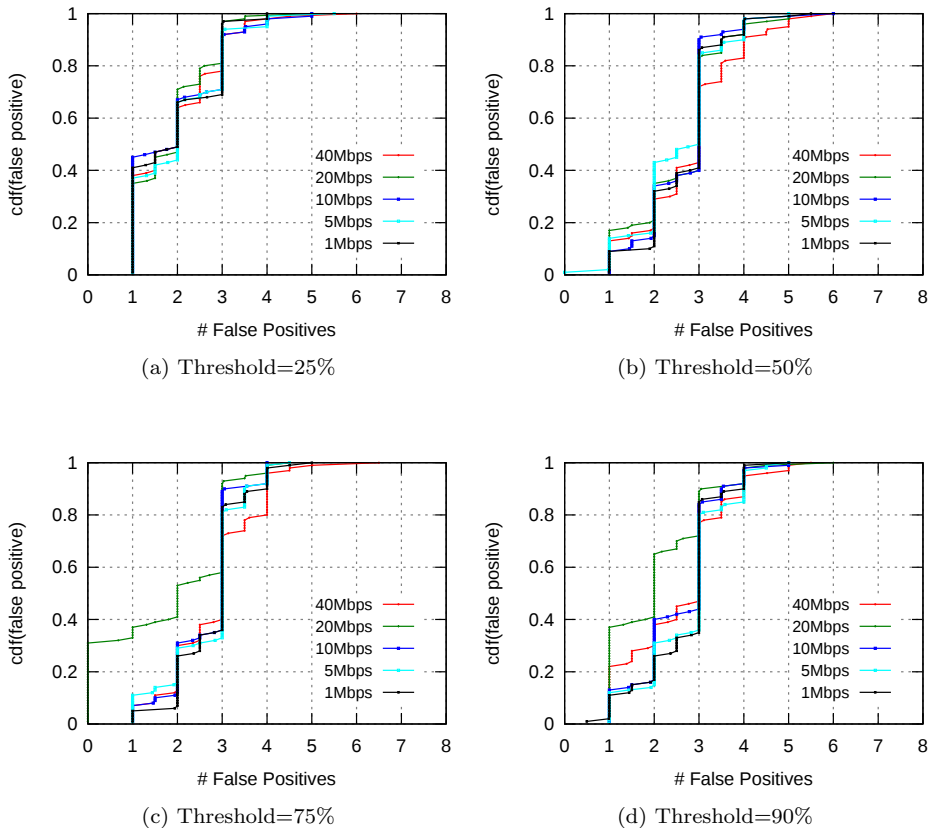 1
0.8
0.6
0.4
0.2
0
cdf(false positive)
40Mbps
20Mbps
10Mbps
5Mbps
1Mbps
0 1 2 3 4 5 6 7 8
# False Positives
(a) Threshold=25%
1
0.8
0.6
0.4
0.2
0
cdf(false positive)
40Mbps
20Mbps
10Mbps
5Mbps
1Mbps
0 1 2 3 4 5 6 7 8
# False Positives
(b) Threshold=50%
1
0.8
0.6
0.4
0.2
0
cdf(false positive)
40Mbps
20Mbps
10Mbps
5Mbps
1Mbps
0 1 2 3 4 5 6 7 8
# False Positives
(c) Threshold=75%
1
0.8
0.6
0.4
0.2
0
cdf(false positive)
40Mbps
20Mbps
10Mbps
5Mbps
1Mbps
0 1 2 3 4 5 6 7 8
# False Positives
(d) Threshold=90%